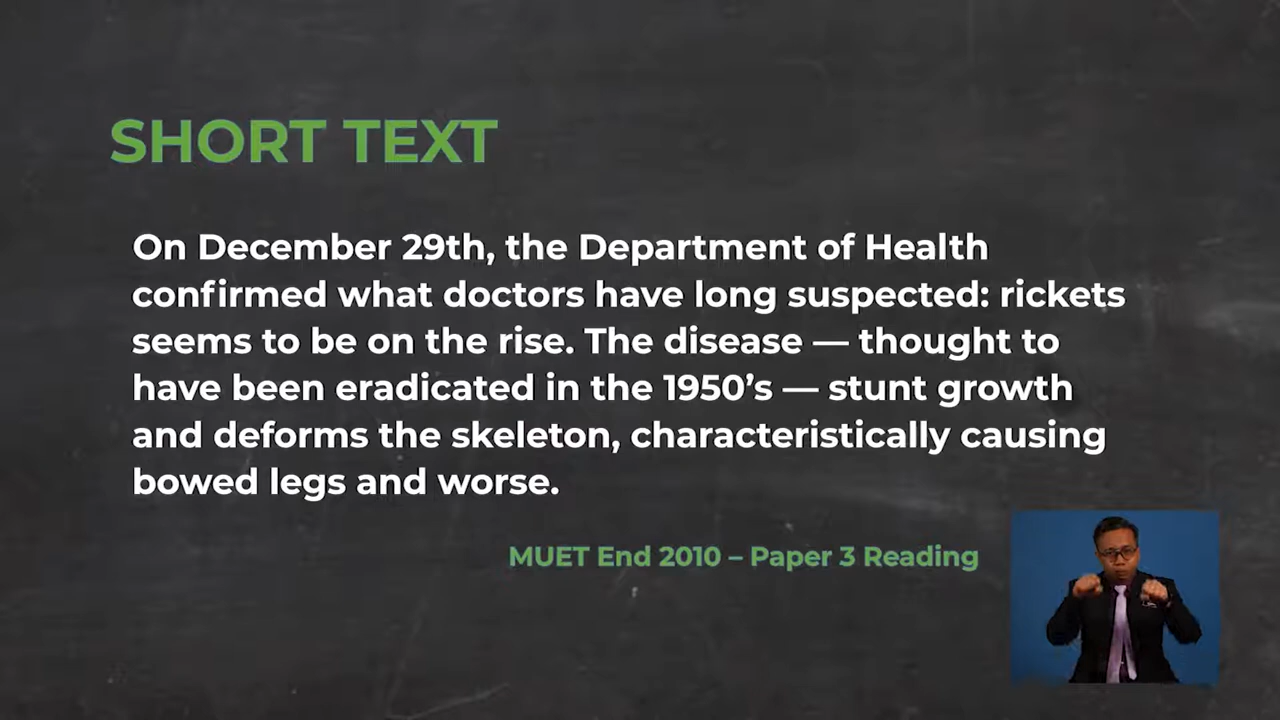 SHORT TEXT
On December 29th, the Department of Health
confirmed what doctors have long suspected: rickets
seems to be on the rise. The disease — thought to
have been eradicated in the 1950’s — stunt growth
and deforms the skeleton, characteristically causing
bowed legs and worse.
MUET End 2010 – Paper 3 Reading